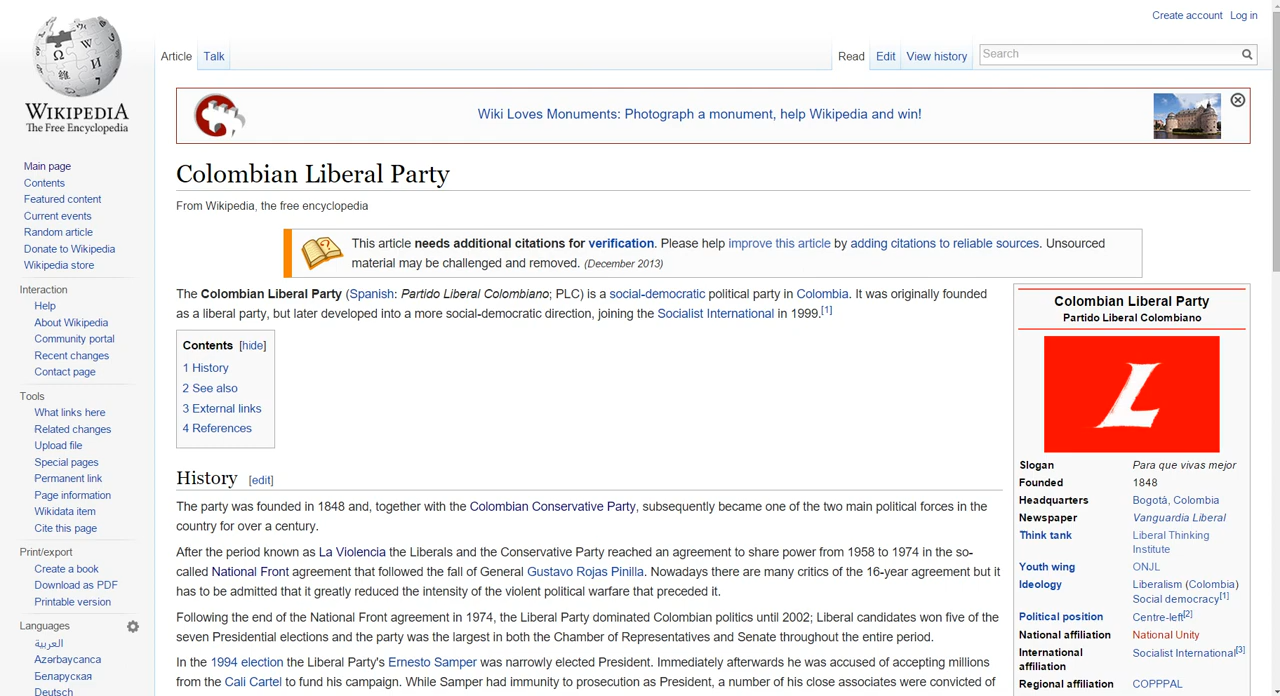 Create account Log in
Article Talk Read Edit View history Search
WIKIPEDIA
The Free Encyclopedia
Main page
Contents
Featured content
Current events
Random article
Donate to Wikipedia
Wikipedia store
Interaction
Help
About Wikipedia
Community portal
Recent changes
Contact page
Tools
What links here
Related changes
Upload file
Special pages
Permanent link
Page information
Wikidata item
Cite this page
Print/export
Create a book
Download as PDF
Printable version
Languages
العربية
Azərbaycanca
Беларуская
Deutsch
Wiki Loves Monuments: Photograph a monument, help Wikipedia and win!
Colombian Liberal Party
From Wikipedia, the free encyclopedia
This article needs additional citations for verification. Please help improve this article by adding citations to reliable sources. Unsourced
material may be challenged and removed. (December 2013)
The Colombian Liberal Party (Spanish: Partido Liberal Colombiano; PLC) is a social-democratic political party in Colombia. It was originally founded
as a liberal party, but later developed into a more social-democratic direction, joining the Socialist International in 1999.[1]
Contents [hide]
1 History
2 See also
3 External links
4 References
History [edit]
The party was founded in 1848 and, together with the Colombian Conservative Party, subsequently became one of the two main political forces in the
country for over a century.
After the period known as La Violencia the Liberals and the Conservative Party reached an agreement to share power from 1958 to 1974 in the so-
called National Front agreement that followed the fall of General Gustavo Rojas Pinilla. Nowadays there are many critics of the 16-year agreement but it
has to be admitted that it greatly reduced the intensity of the violent political warfare that preceded it.
Following the end of the National Front agreement in 1974, the Liberal Party dominated Colombian politics until 2002; Liberal candidates won five of the
seven Presidential elections and the party was the largest in both the Chamber of Representatives and Senate throughout the entire period.
In the 1994 election the Liberal Party's Ernesto Samper was narrowly elected President. Immediately afterwards he was accused of accepting millions
from the Cali Cartel to fund his campaign. While Samper had immunity to prosecution as President, a number of his close associates were convicted of
Colombian Liberal Party
Partido Liberal Colombiano
L
Slogan Para que vivas mejor
Founded 1848
Headquarters Bogotá, Colombia
Newspaper Vanguardia Liberal
Think tank Liberal Thinking
Institute
Youth wing ONJL
Ideology Liberalism (Colombia)
Social democracy[1]
Political position Centre-left[2]
National affiliation National Unity
International Socialist International[3]
affiliation
Regional affiliation COPPPAL